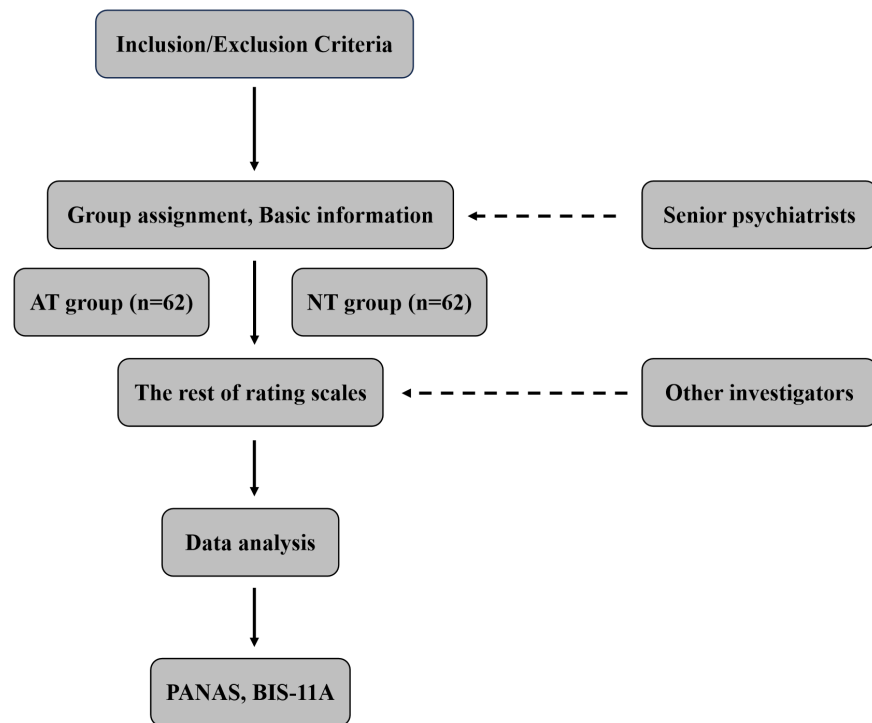 Inclusion/Exclusion Criteria
Group assignment, Basic information
Senior psychiatrists
AT group (n=62)
NT group (n=62)
The rest of rating scales
Other investigators
Data analysis
PANAS, BIS-11A